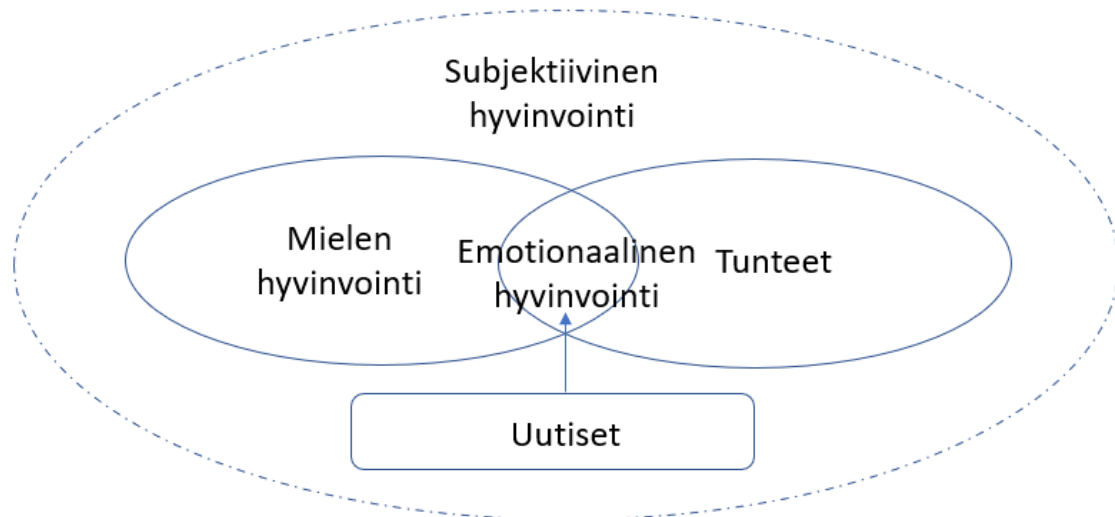 Subjektiivinen
hyvinvointi
Mielen
hyvinvointi
Emotionaalinen
hyvinvointi
Tunteet
Uutiset